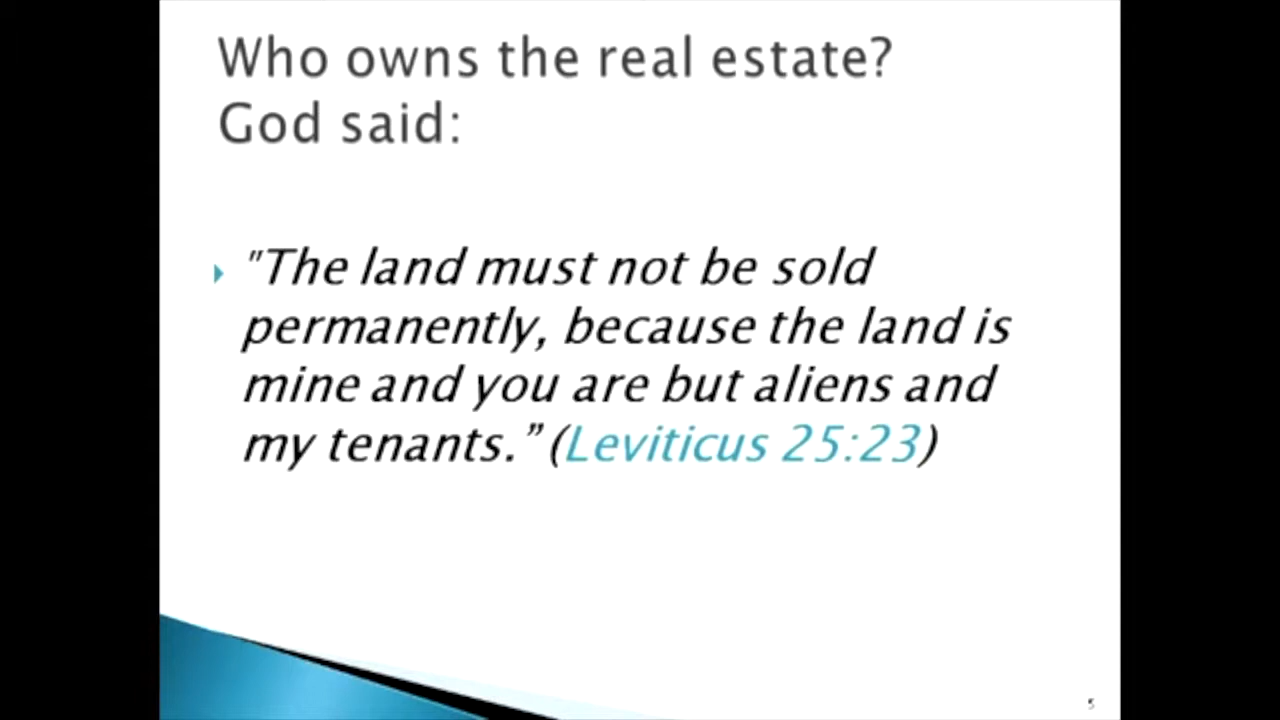 Who owns the real estate?
God said:
"The land must not be sold
permanently, because the land is
mine and you are but aliens and
my tenants.” (Leviticus 25:23)
5